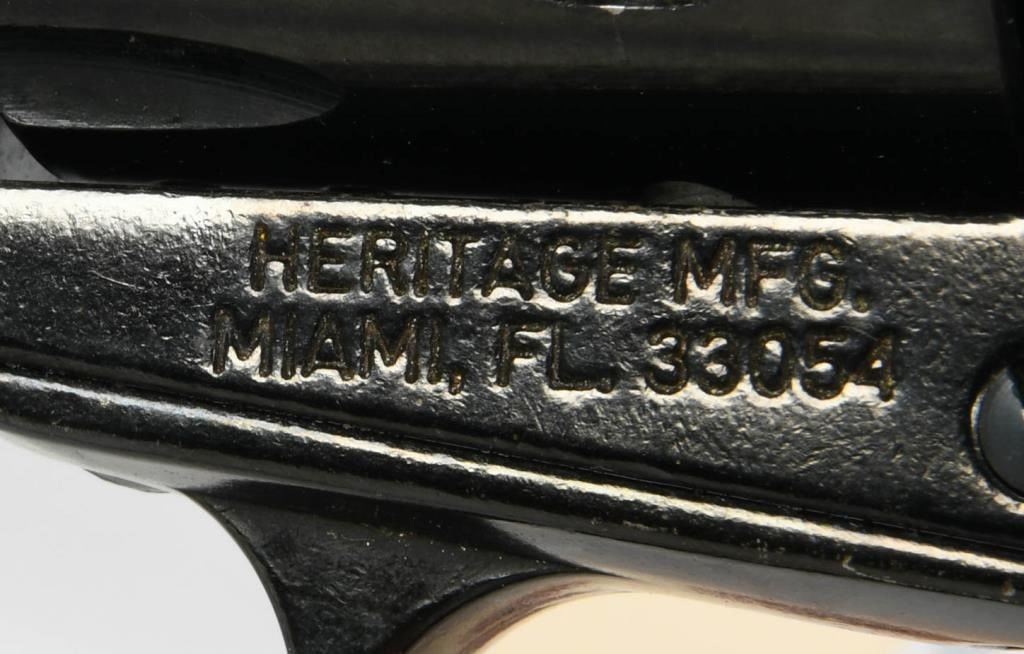 HERITAGE MFG.
MIAMI, FL. 33054